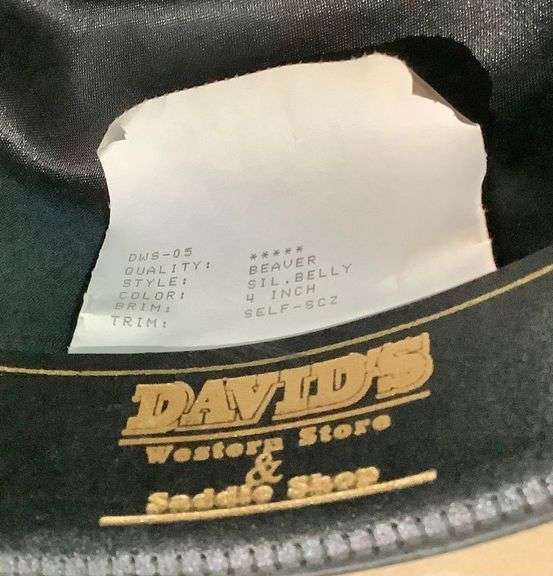 DWS-05
QUALITY: *****
STYLE: BEAVER
COLOR: SIL.BELLY
BRIM: 4 INCH
TRIM: SELF-SCZ
DAVID'S
Western Store
&
Saddle Shop